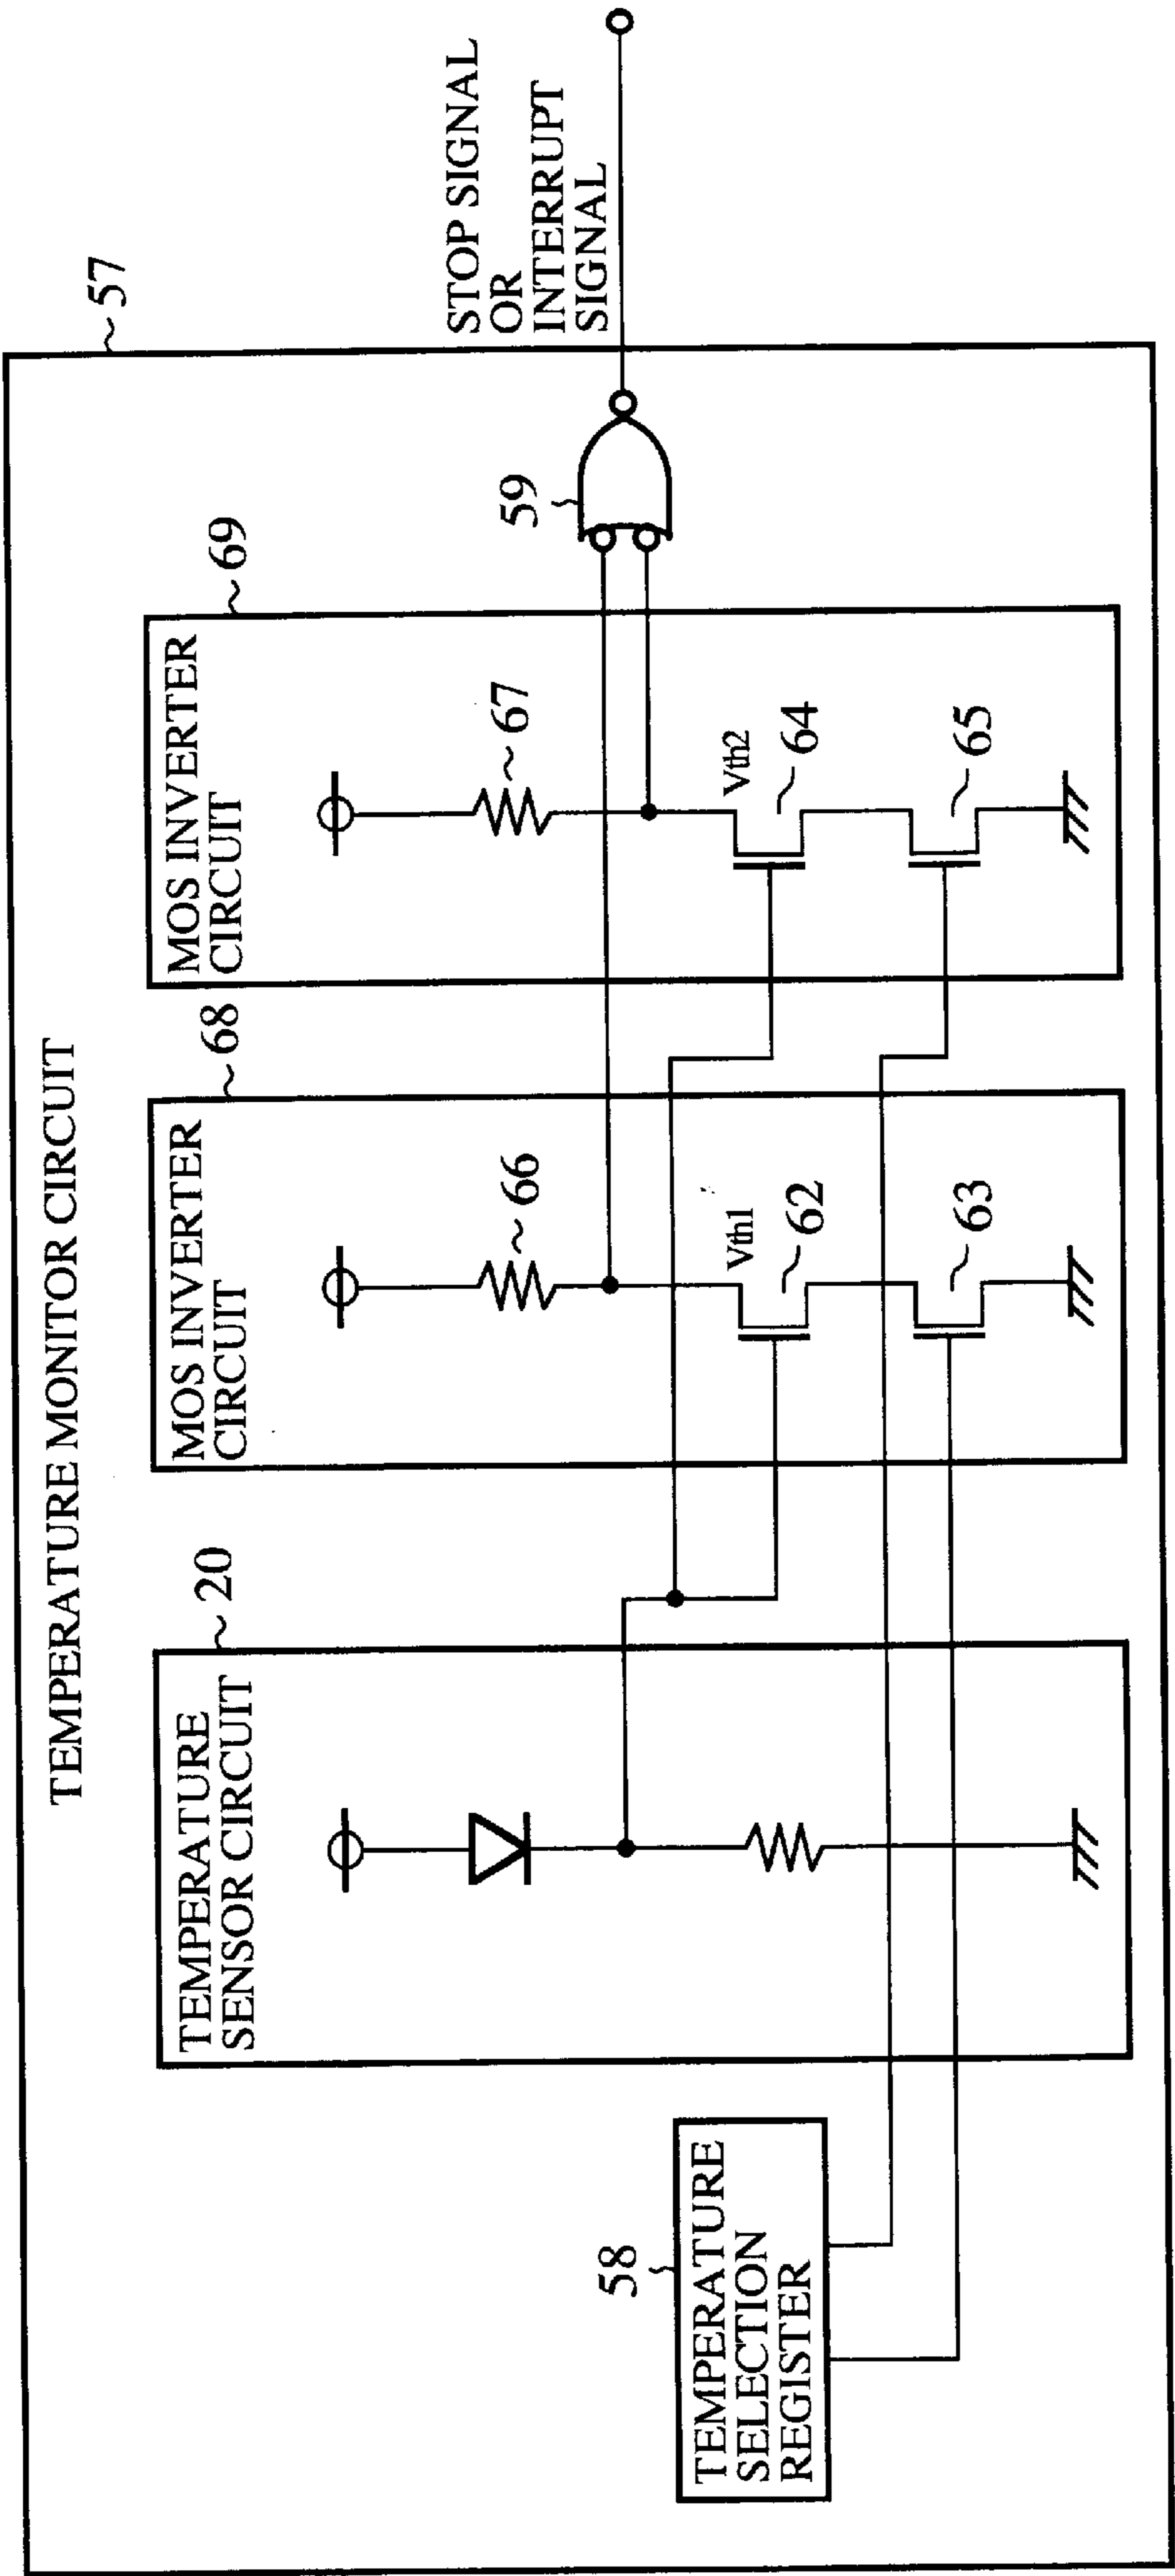 TEMPERATURE MONITOR CIRCUIT
57
TEMPERATURE
SELECTION
REGISTER
58
TEMPERATURE
SENSOR CIRCUIT
20
MOS INVERTER
CIRCUIT
68
66
Vth1
62
63
MOS INVERTER
CIRCUIT
69
67
Vth2
64
65
59
STOP SIGNAL
OR
INTERRUPT
SIGNAL